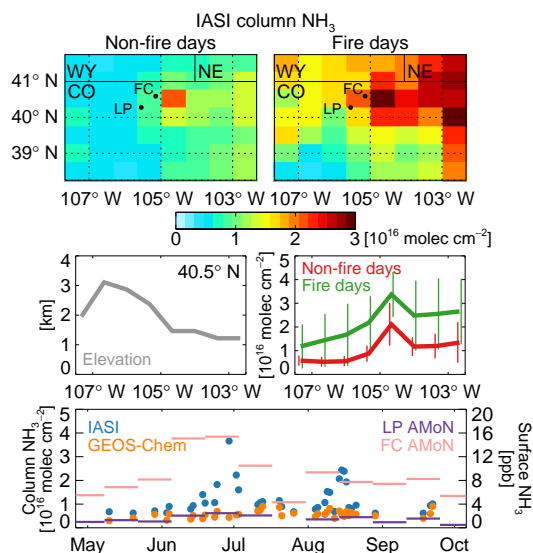 IASI column NH3
Non-fire days Fire days
WY NE WY NE
41° N
CO FC CO FC
LP LP
40° N
39° N
107° W 105° W 103° W 107° W 105° W 103° W
0 1 2 3 [10^16 molec cm^−2]
4 40.5° N 5 Non-fire days
3 4 Fire days
2 3
1 2
0 1
0
[km] [10^16 molec cm^−2]
Elevation
107° W 105° W 103° W 107° W 105° W 103° W
5 IASI LP AMoN 20
4 GEOS-Chem FC AMoN 16
3 12
2 8
1 4
0 0
Column NH3 [10^16 molec cm^−2] Surface NH3 [ppb]
May Jun Jul Aug Sep Oct